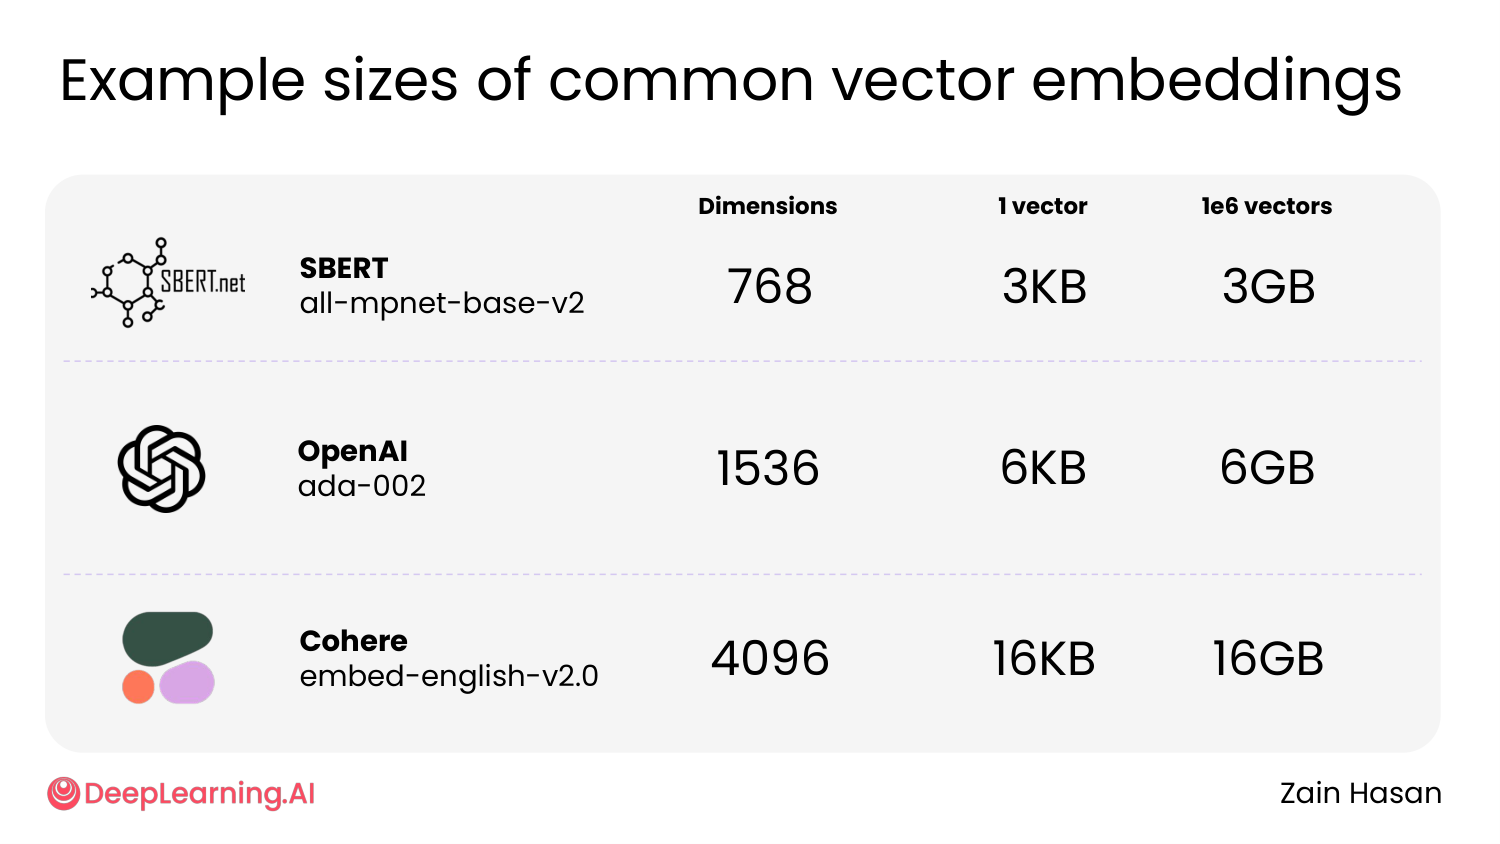 Example sizes of common vector embeddings
Dimensions 1 vector 1e6 vectors
SBERT.net
SBERT
all-mpnet-base-v2
768 3KB 3GB
OpenAI
ada-002
1536 6KB 6GB
Cohere
embed-english-v2.0
4096 16KB 16GB
DeepLearning.AI
Zain Hasan